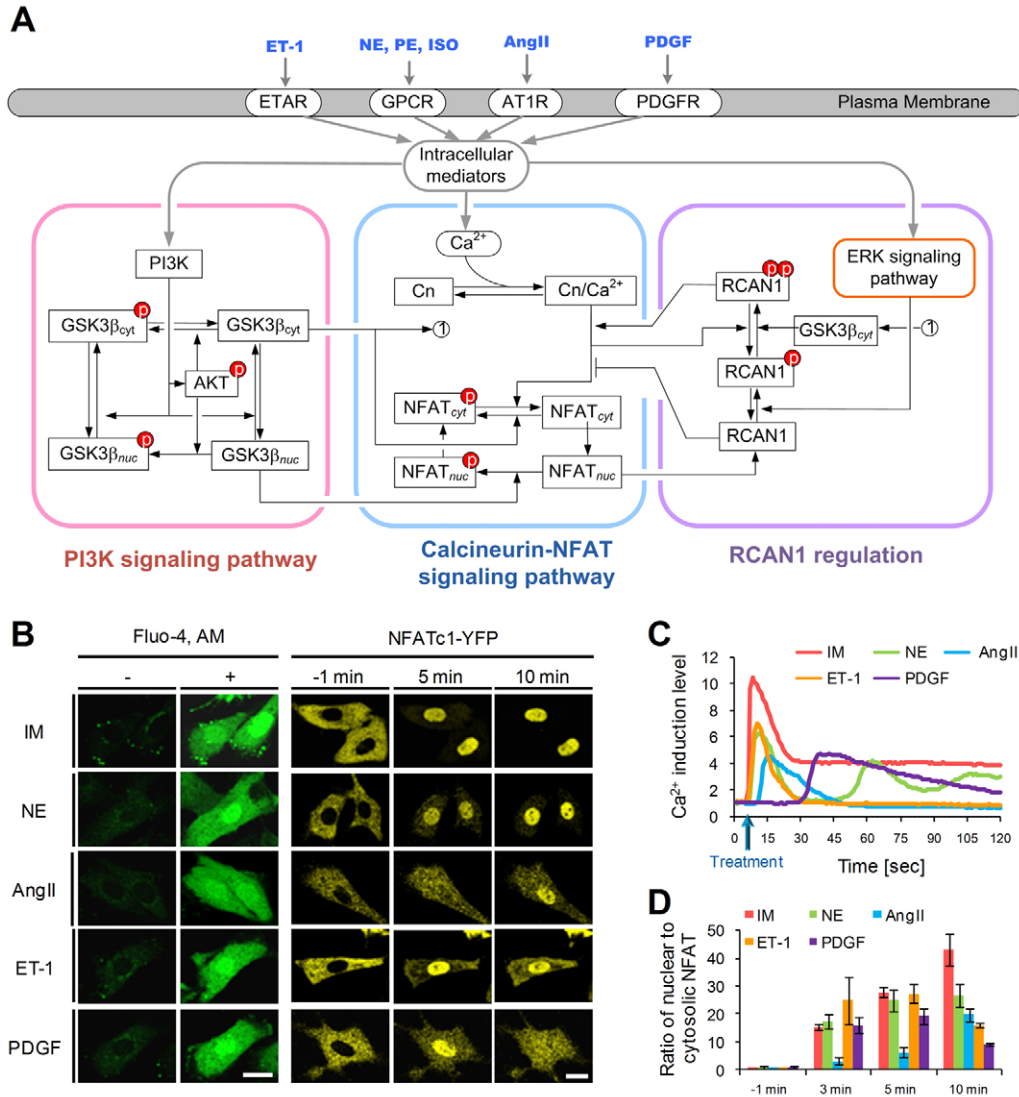 A
ET-1
NE, PE, ISO
AngII
PDGF
ETAR
GPCR
AT1R
PDGFR
Plasma Membrane
Intracellular
mediators
PI3K
GSK3βcyt
p
GSK3βcyt
AKT
p
GSK3βnuc
p
GSK3βnuc
PI3K signaling pathway
Ca²⁺
Cn
Cn/Ca²⁺
1
NFATcyt
p
NFATcyt
NFATnuc
p
NFATnuc
Calcineurin-NFAT
signaling pathway
RCAN1
p p
ERK signaling
pathway
GSK3βcyt
1
RCAN1
p
RCAN1
RCAN1 regulation
B
Fluo-4, AM
NFATc1-YFP
- + -1 min 5 min 10 min
IM
NE
AngII
ET-1
PDGF
C
IM NE AngII
ET-1 PDGF
Ca²⁺ induction level
12
10
8
6
4
2
0
0 15 30 45 60 75 90 105 120
Treatment
Time [sec]
D
IM NE AngII
ET-1 PDGF
Ratio of nuclear to
cytosolic NFAT
50
40
30
20
10
0
-1 min 3 min 5 min 10 min